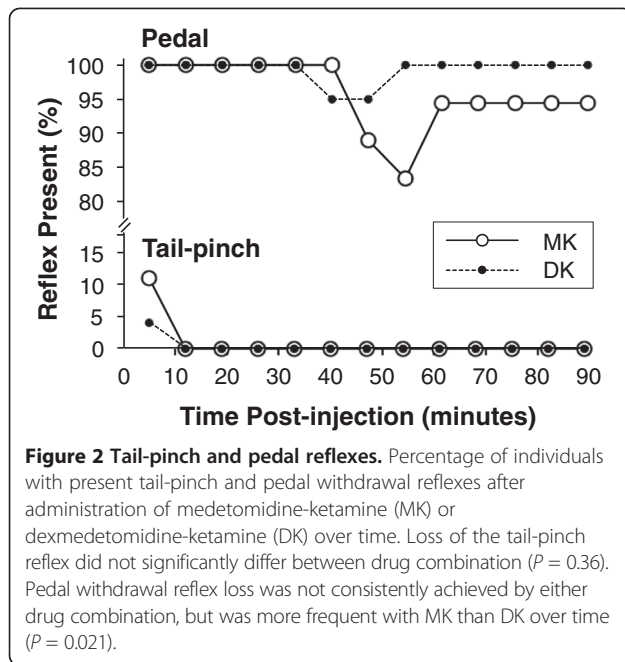 Pedal
100
95
90
85
80
Reflex Present (%)
Tail-pinch
15
10
5
0
MK
DK
0 10 20 30 40 50 60 70 80 90
Time Post-injection (minutes)
Figure 2 Tail-pinch and pedal reflexes. Percentage of individuals
with present tail-pinch and pedal withdrawal reflexes after
administration of medetomidine-ketamine (MK) or
dexmedetomidine-ketamine (DK) over time. Loss of the tail-pinch
reflex did not significantly differ between drug combination (P = 0.36).
Pedal withdrawal reflex loss was not consistently achieved by either
drug combination, but was more frequent with MK than DK over time
(P = 0.021).